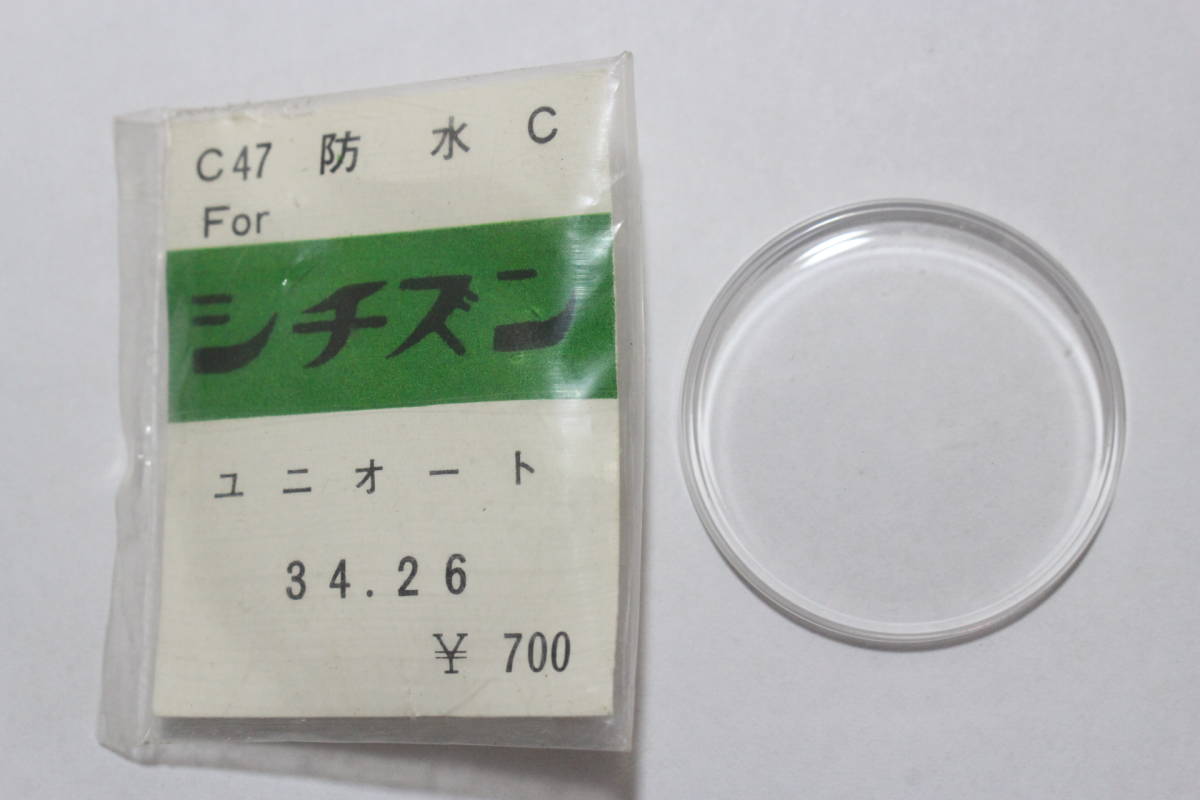 C47 防水 C
For
シチズン
ユニオート
34.26
¥ 700